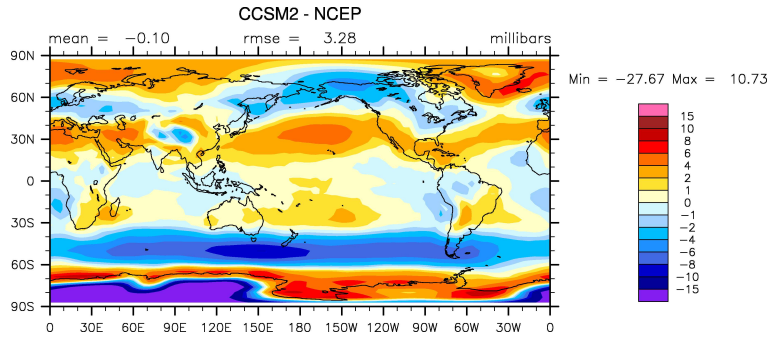 CCSM2 - NCEP
mean = -0.10 rmse = 3.28 millibars
90N
60N
30N
0
30S
60S
90S
0 30E 60E 90E 120E 150E 180 150W 120W 90W 60W 30W 0
Min = -27.67 Max = 10.73
15
10
8
6
4
2
1
0
-1
-2
-4
-6
-8
-10
-15